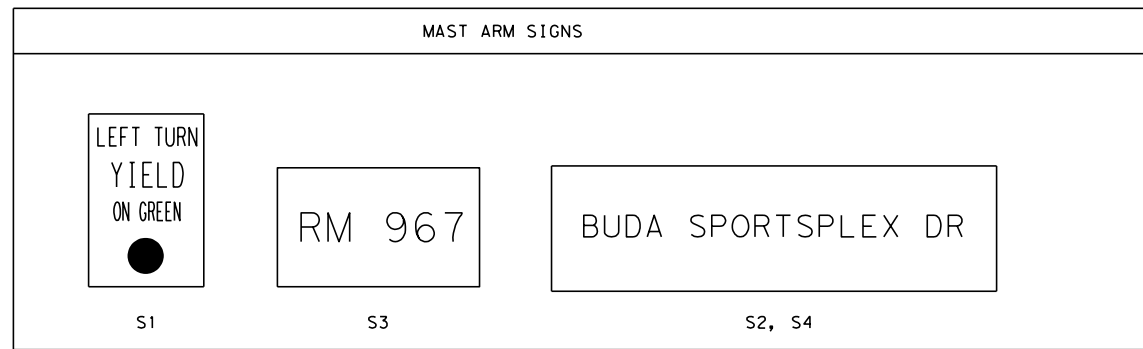 MAST ARM SIGNS
LEFT TURN
YIELD
ON GREEN
S1
RM 967
S3
BUDA SPORTSPLEX DR
S2, S4